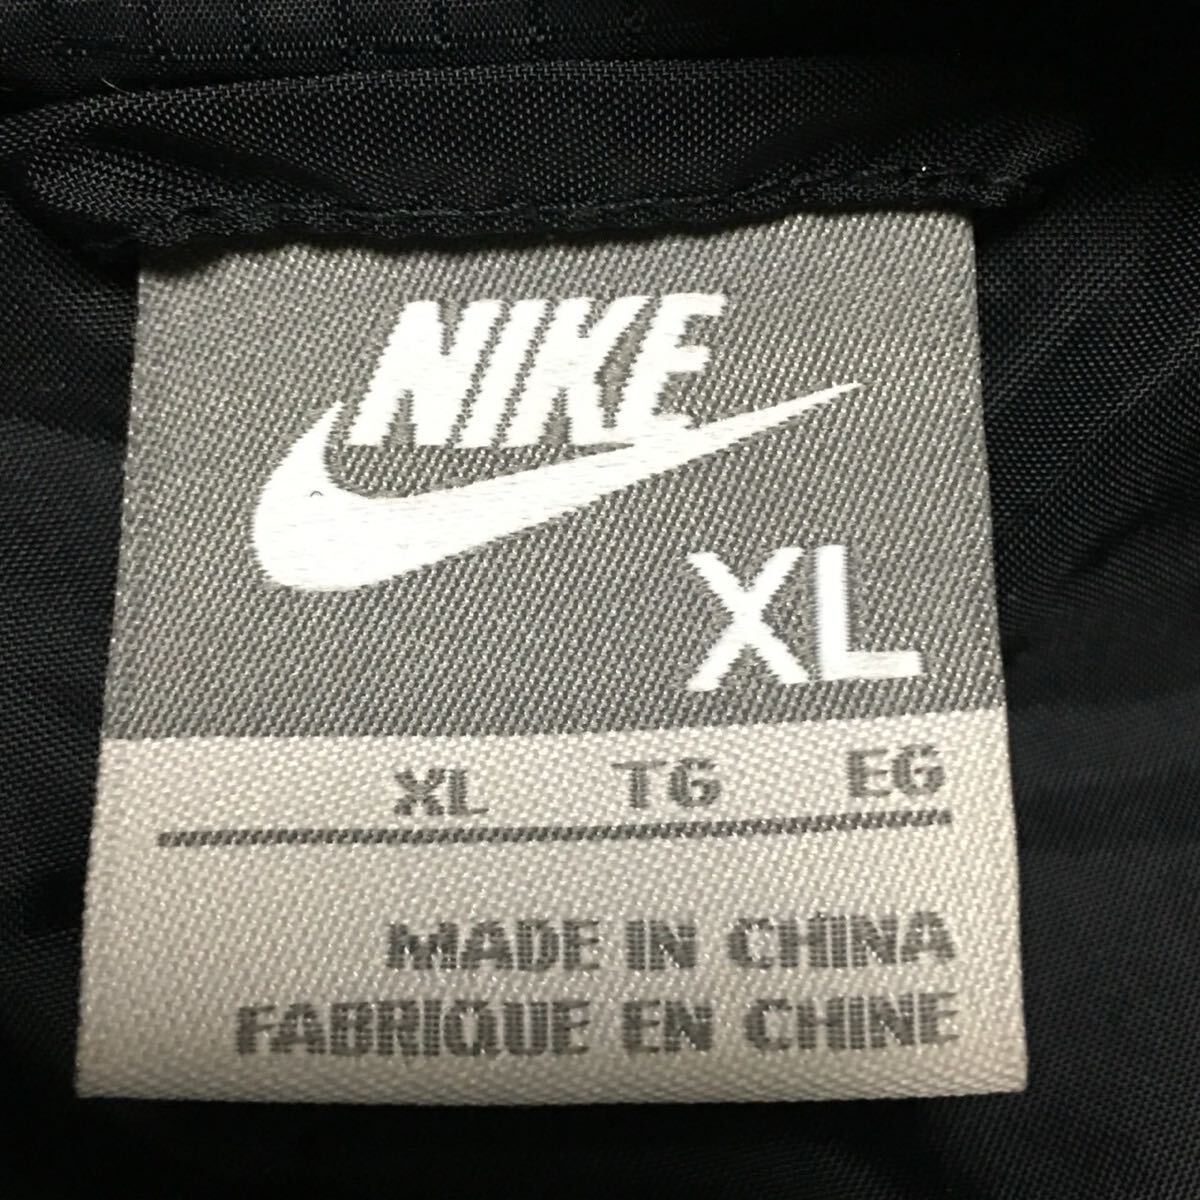 NIKE
XL
XL TG EG
MADE IN CHINA
FABRIQUE EN CHINE